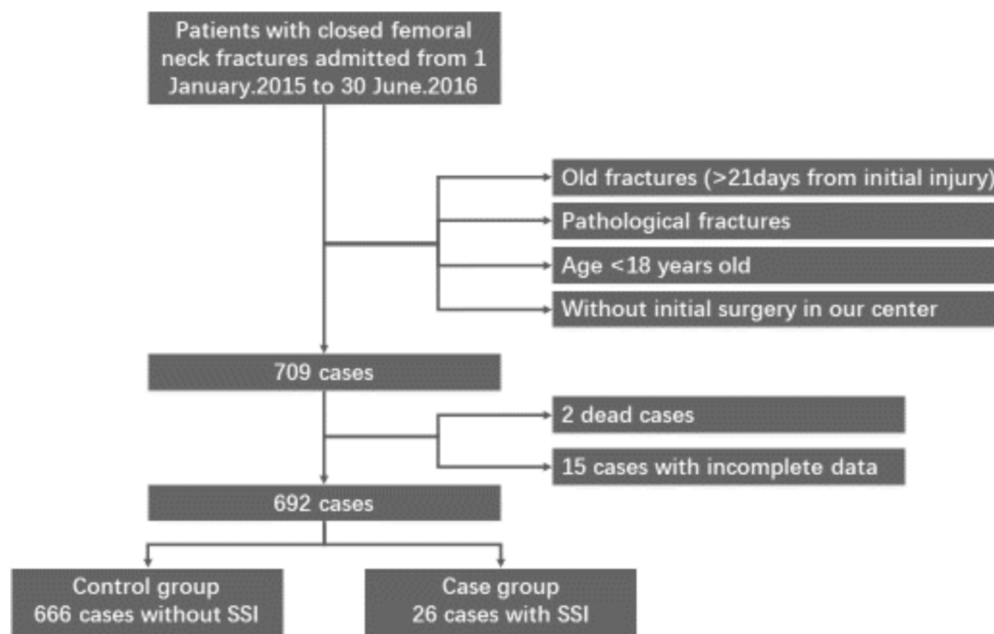 Patients with closed femoral
neck fractures admitted from 1
January.2015 to 30 June.2016
Old fractures (>21days from initial injury)
Pathological fractures
Age <18 years old
Without initial surgery in our center
709 cases
2 dead cases
15 cases with incomplete data
692 cases
Control group
666 cases without SSI
Case group
26 cases with SSI